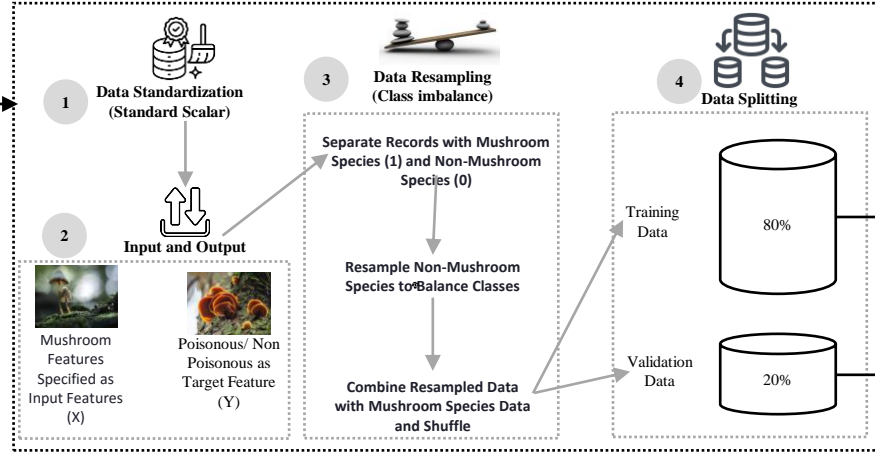 1
Data Standardization
(Standard Scalar)
2
Input and Output
Mushroom
Features
Specified as
Input Features
(X)
Poisonous/ Non
Poisonous as
Target Feature
(Y)
3
Data Resampling
(Class imbalance)
Separate Records with Mushroom
Species (1) and Non-Mushroom
Species (0)
Resample Non-Mushroom
Species to Balance Classes
Combine Resampled Data
with Mushroom Species Data
and Shuffle
4
Data Splitting
Training
Data
80%
Validation
Data
20%